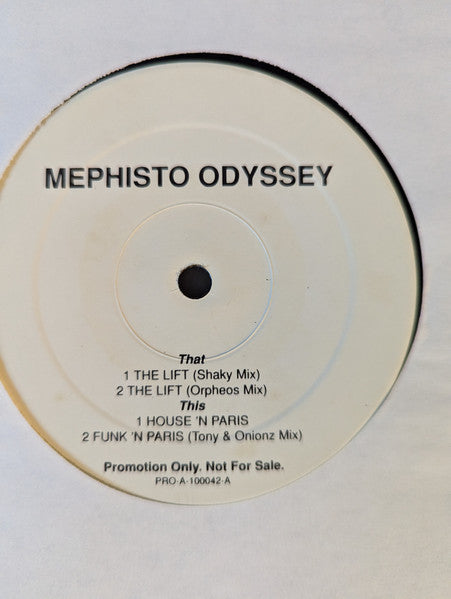 MEPHISTO ODYSSEY
That
1 THE LIFT (Shaky Mix)
2 THE LIFT (Orpheos Mix)
This
1 HOUSE 'N PARIS
2 FUNK 'N PARIS (Tony & Onionz Mix)
Promotion Only. Not For Sale.
PRO-A-100042-A